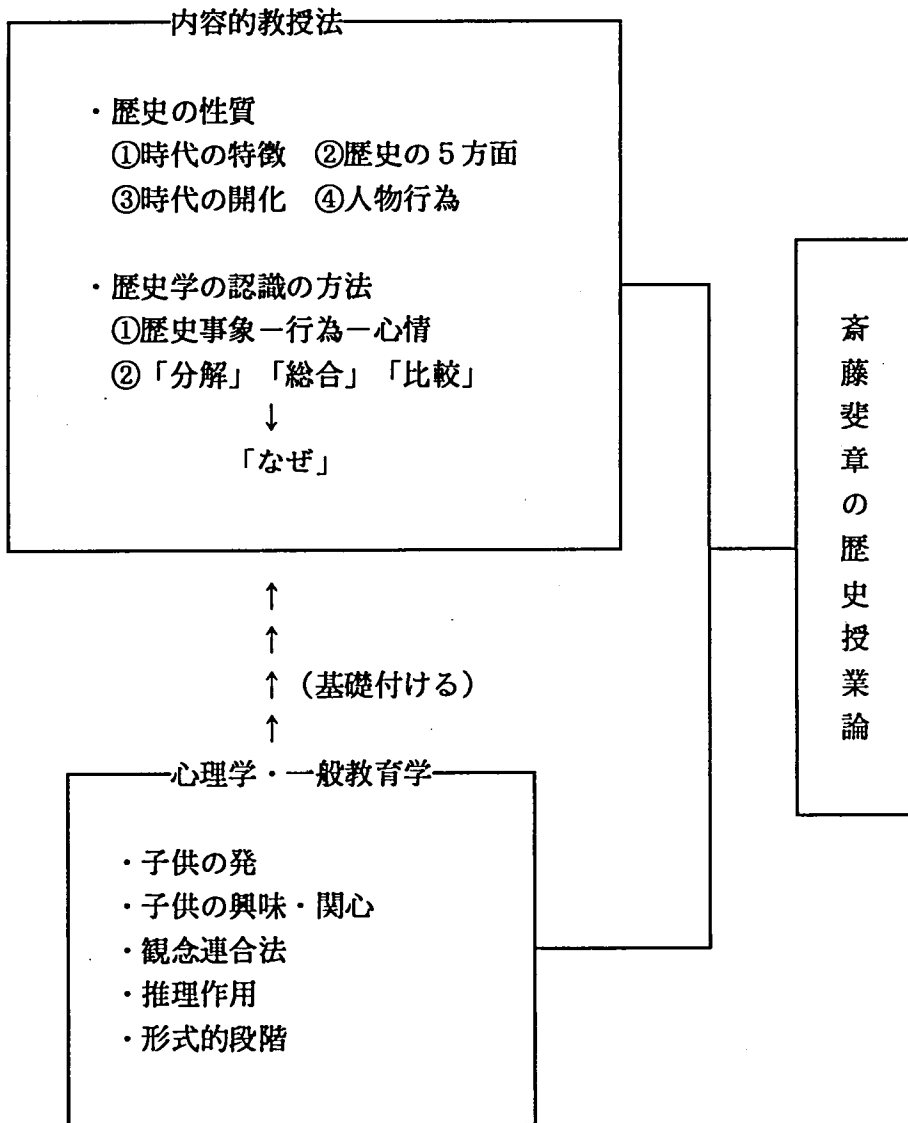 内容的教授法
・歴史の性質
①時代の特徴 ②歴史の5方面
③時代の開化 ④人物行為
・歴史学の認識の方法
①歴史事象－行為－心情
②「分解」「総合」「比較」
↓
「なぜ」
↑
↑
↑（基礎付ける）
↑
心理学・一般教育学
・子供の発
・子供の興味・関心
・観念連合法
・推理作用
・形式的段階
斎藤斐章の歴史授業論